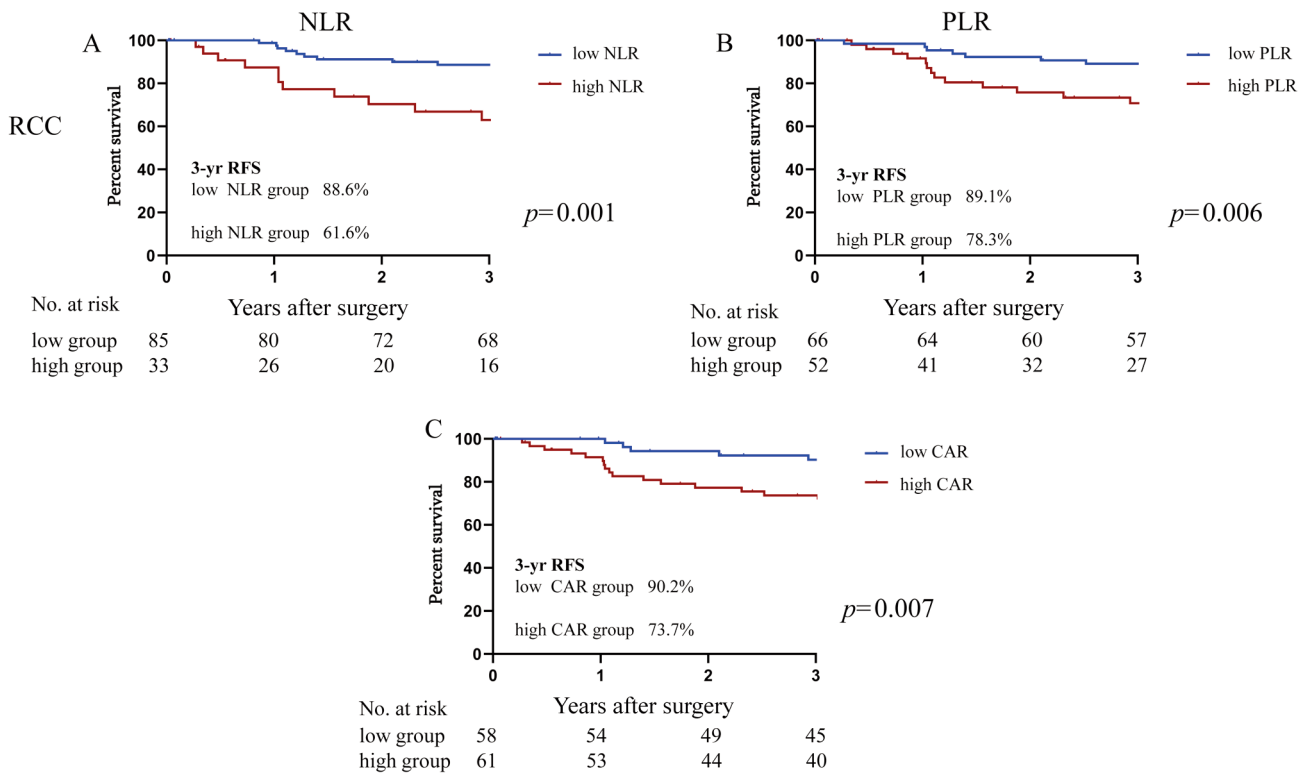 NLR
PLR
RCC
A
100
80
60
40
20
0
Percent survival
low NLR
high NLR
3-yr RFS
low NLR group 88.6%
high NLR group 61.6%
p=0.001
0 1 2 3
Years after surgery
No. at risk
low group 85 80 72 68
high group 33 26 20 16
B
100
80
60
40
20
0
Percent survival
low PLR
high PLR
3-yr RFS
low PLR group 89.1%
high PLR group 78.3%
p=0.006
0 1 2 3
Years after surgery
No. at risk
low group 66 64 60 57
high group 52 41 32 27
C
100
80
60
40
20
0
Percent survival
low CAR
high CAR
3-yr RFS
low CAR group 90.2%
high CAR group 73.7%
p=0.007
0 1 2 3
Years after surgery
No. at risk
low group 58 54 49 45
high group 61 53 44 40